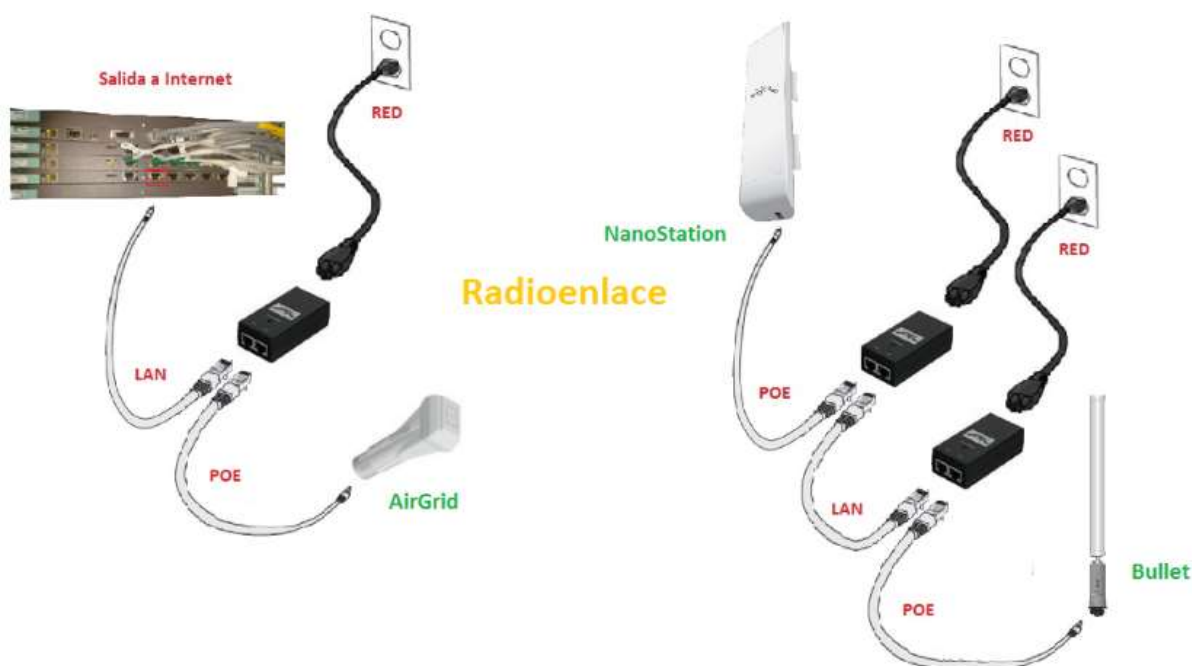 Salida a Internet
RED
LAN
POE
AirGrid
Radioenlace
NanoStation
RED
RED
POE
LAN
POE
Bullet